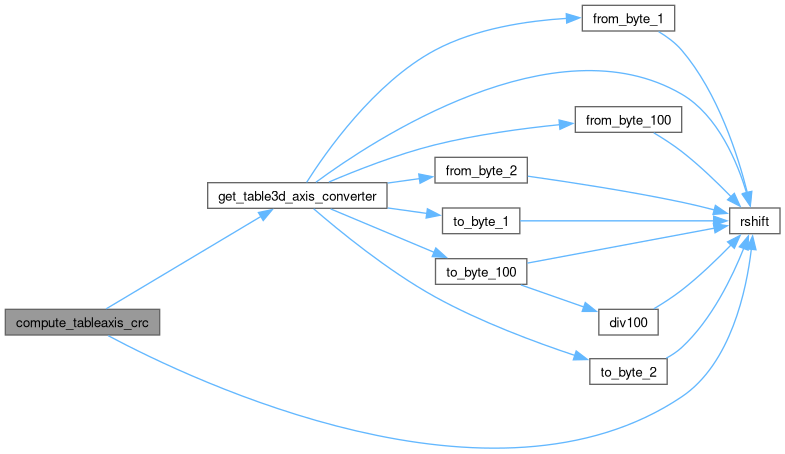 from_byte_1
from_byte_100
from_byte_2
get_table3d_axis_converter
to_byte_1
rshift
to_byte_100
compute_tableaxis_crc
div100
to_byte_2